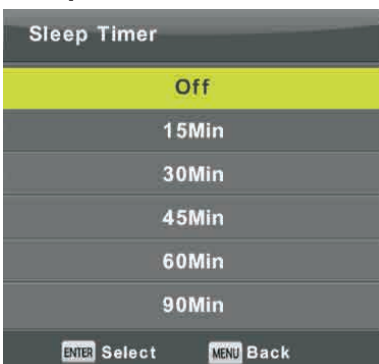 Sleep Timer
Off
15Min
30Min
45Min
60Min
90Min
ENTER Select MENU Back